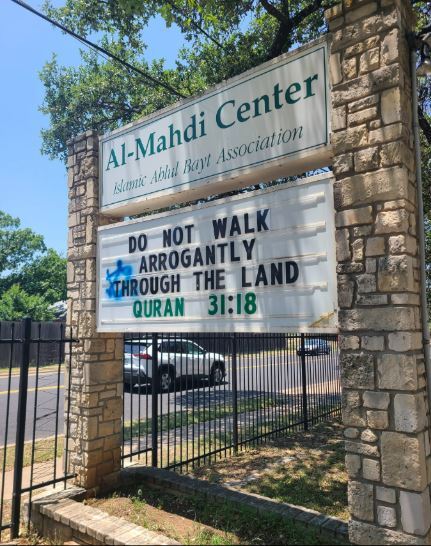 Al-Mahdi Center
Islamic Ahlul Bayt Association
DO NOT WALK
ARROGANTLY
THROUGH THE LAND
QURAN 31:18